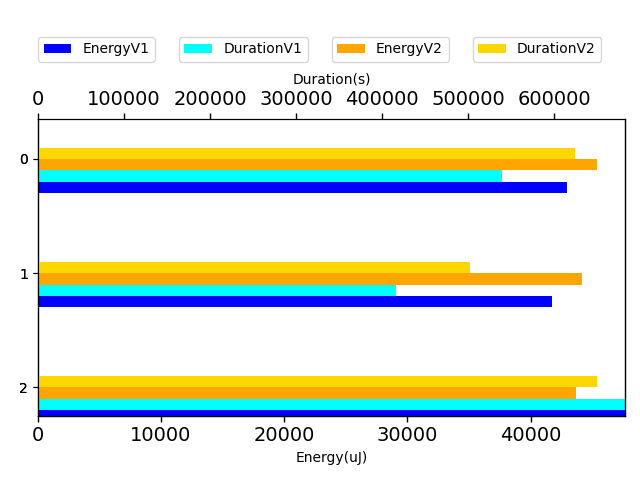 EnergyV1 DurationV1 EnergyV2 DurationV2
Duration(s)
0 100000 200000 300000 400000 500000 600000
0
1
2
0 10000 20000 30000 40000
Energy(uJ)